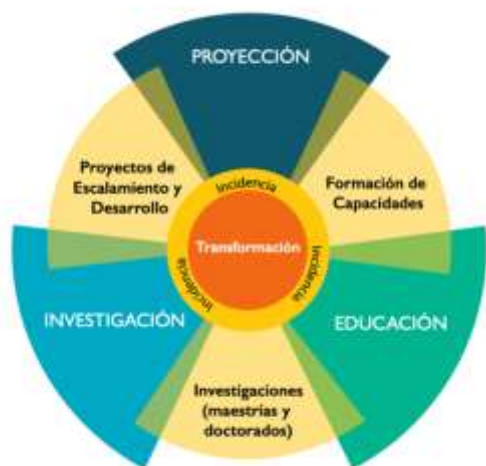 PROYECCIÓN
Proyectos de
Escalamiento y
Desarrollo
Formación de
Capacidades
Incidencia
Transformación
Incidencia
Incidencia
INVESTIGACIÓN
EDUCACIÓN
Investigaciones
(maestrías y
doctorados)